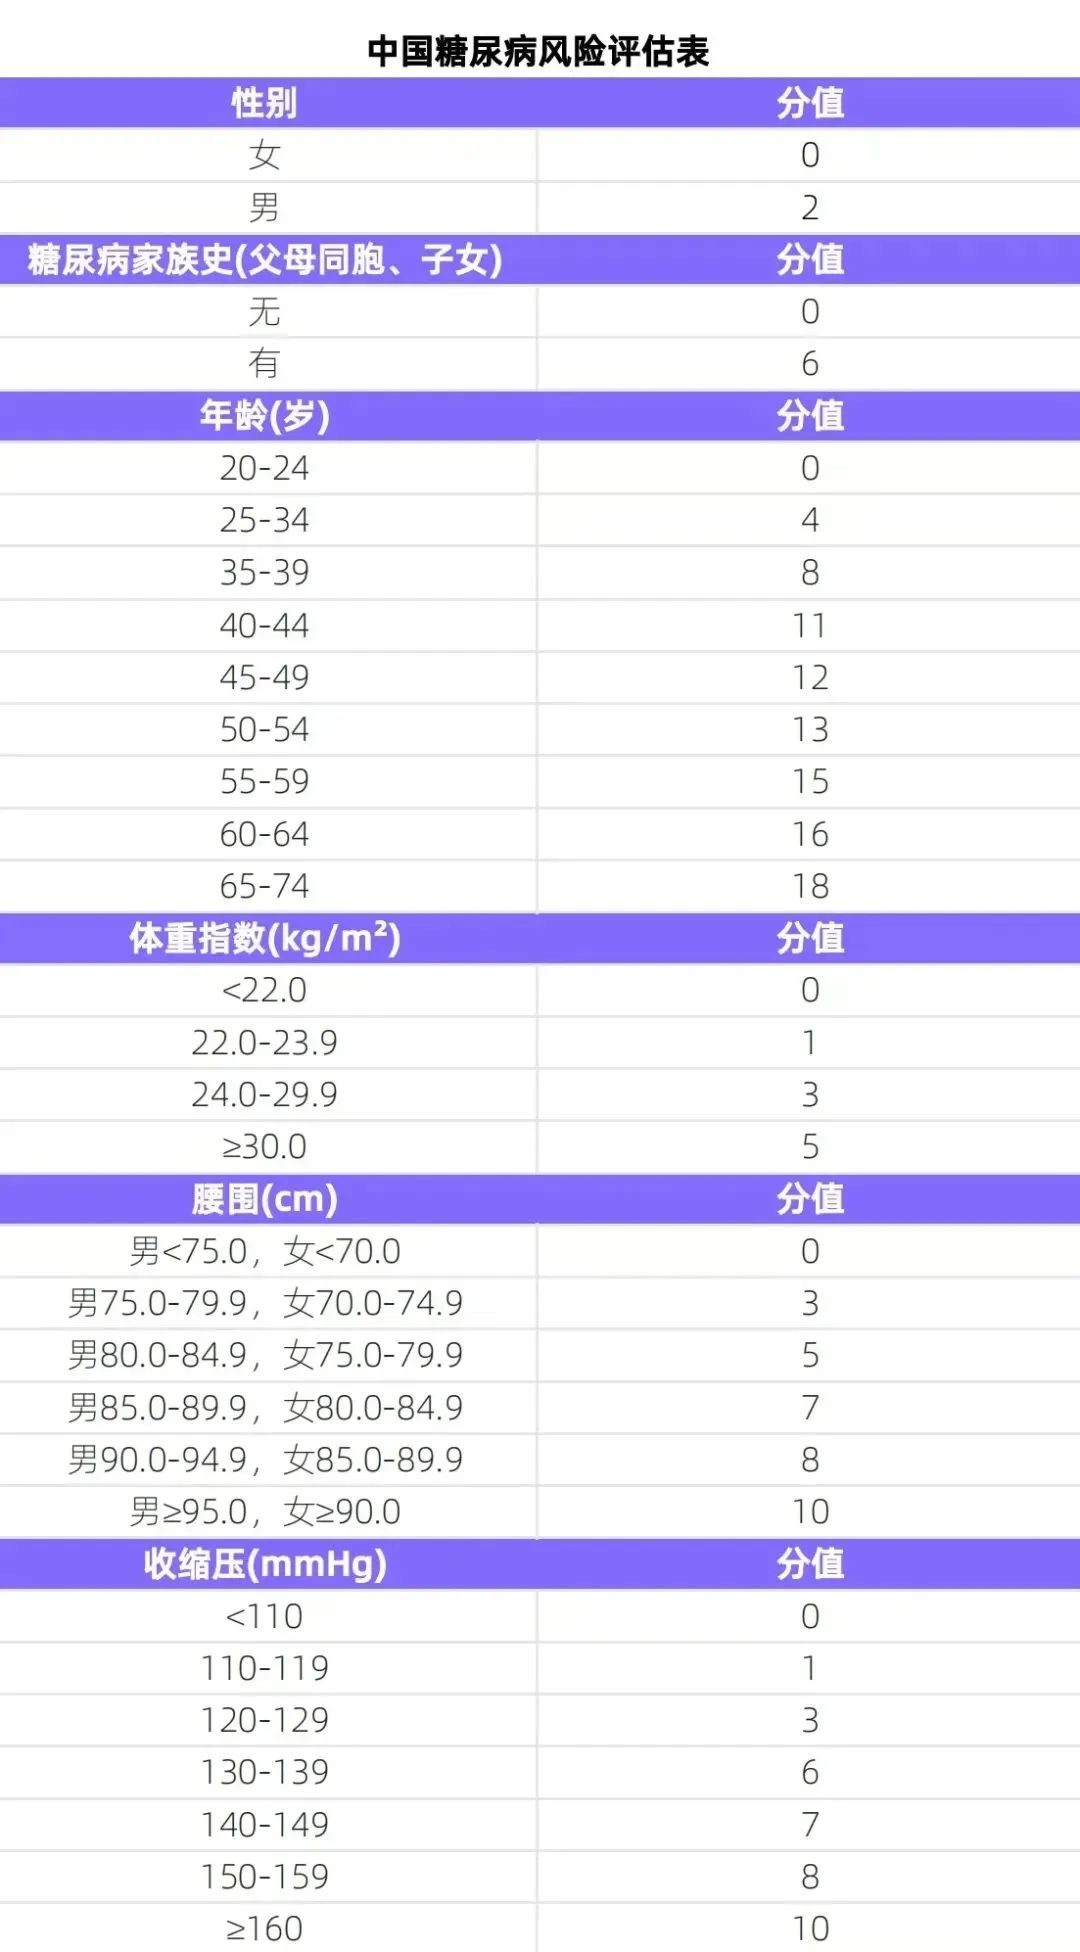 中国糖尿病风险评估表
性别 分值
女 0
男 2
糖尿病家族史(父母同胞、子女) 分值
无 0
有 6
年龄(岁) 分值
20-24 0
25-34 4
35-39 8
40-44 11
45-49 12
50-54 13
55-59 15
60-64 16
65-74 18
体重指数(kg/m²) 分值
<22.0 0
22.0-23.9 1
24.0-29.9 3
≥30.0 5
腰围(cm) 分值
男<75.0，女<70.0 0
男75.0-79.9，女70.0-74.9 3
男80.0-84.9，女75.0-79.9 5
男85.0-89.9，女80.0-84.9 7
男90.0-94.9，女85.0-89.9 8
男≥95.0，女≥90.0 10
收缩压(mmHg) 分值
<110 0
110-119 1
120-129 3
130-139 6
140-149 7
150-159 8
≥160 10